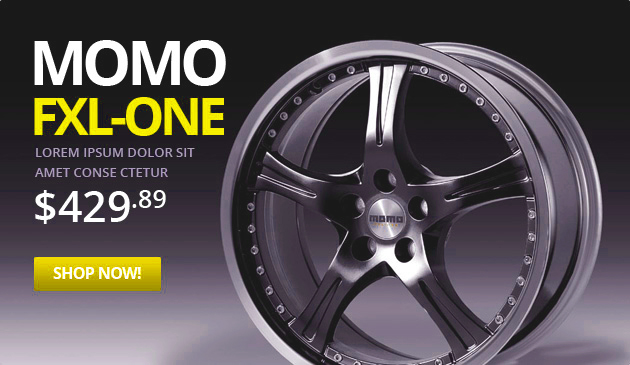 MOMO
FXL-ONE
LOREM IPSUM DOLOR SIT
AMET CONSE CTETUR
$429.89
SHOP NOW!
MOMO